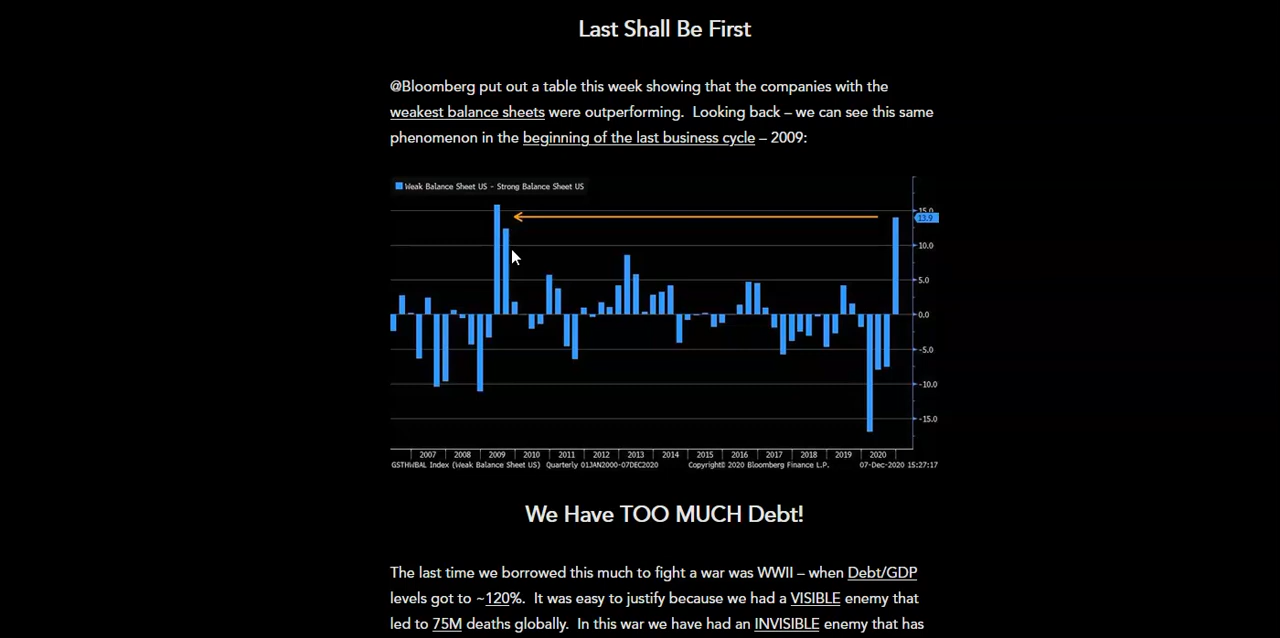 Last Shall Be First
@Bloomberg put out a table this week showing that the companies with the
weakest balance sheets were outperforming. Looking back – we can see this same
phenomenon in the beginning of the last business cycle – 2009:
Weak Balance Sheet US - Strong Balance Sheet US
15.0
13.9
10.0
5.0
0.0
-5.0
-10.0
-15.0
2007 2008 2009 2010 2011 2012 2013 2014 2015 2016 2017 2018 2019 2020
GSTHWBAL Index (Weak Balance Sheet US) Quarterly 01JAN2000-07DEC2020 Copyright© 2020 Bloomberg Finance L.P. 07-Dec-2020 15:27:17
We Have TOO MUCH Debt!
The last time we borrowed this much to fight a war was WWII – when Debt/GDP
levels got to ~120%. It was easy to justify because we had a VISIBLE enemy that
led to 75M deaths globally. In this war we have had an INVISIBLE enemy that has